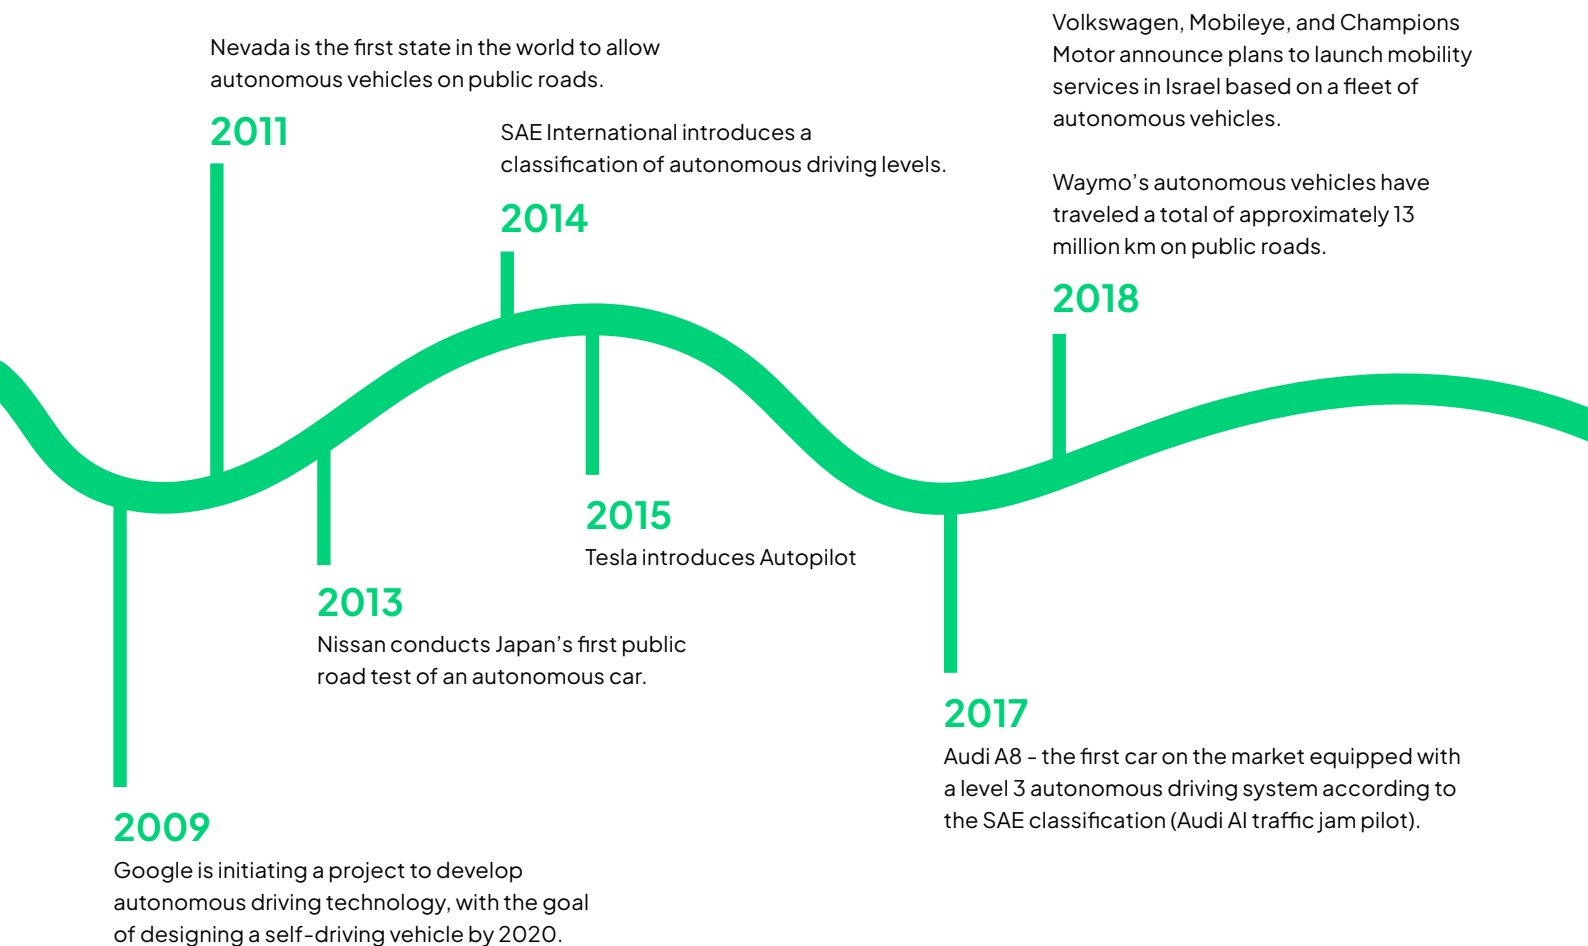 Nevada is the first state in the world to allow
autonomous vehicles on public roads.
2011
SAE International introduces a
classification of autonomous driving levels.
2014
Volkswagen, Mobileye, and Champions
Motor announce plans to launch mobility
services in Israel based on a fleet of
autonomous vehicles.
Waymo’s autonomous vehicles have
traveled a total of approximately 13
million km on public roads.
2018
2015
Tesla introduces Autopilot
2013
Nissan conducts Japan’s first public
road test of an autonomous car.
2017
Audi A8 - the first car on the market equipped with
a level 3 autonomous driving system according to
the SAE classification (Audi AI traffic jam pilot).
2009
Google is initiating a project to develop
autonomous driving technology, with the goal
of designing a self-driving vehicle by 2020.